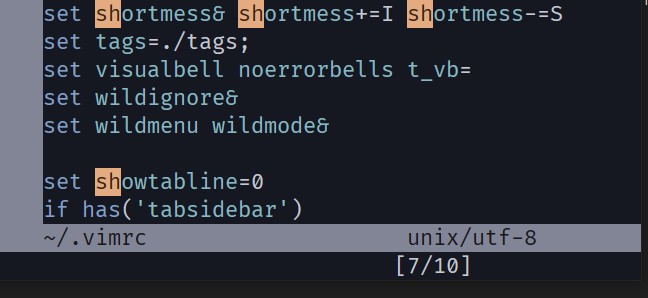 set shortmess& shortmess+=I shortmess-=S
set tags=./tags;
set visualbell noerrorbells t_vb=
set wildignore&
set wildmenu wildmode&
set showtabline=0
if has('tabsidebar')
~/.vimrc unix/utf-8
[7/10]